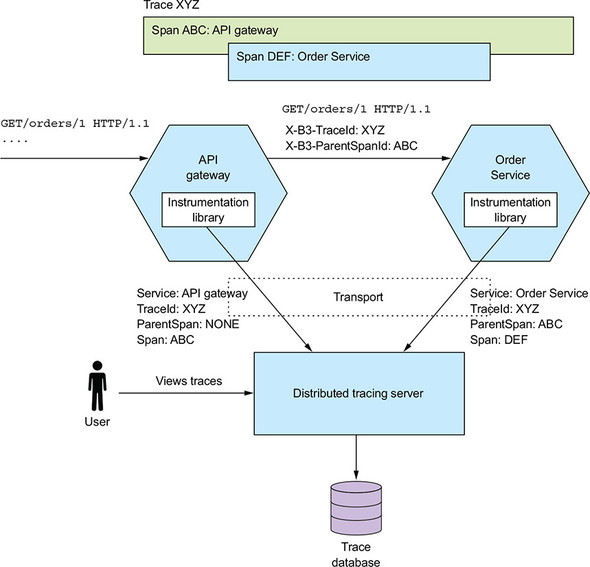 Trace XYZ
Span ABC: API gateway
Span DEF: Order Service
GET/orders/1 HTTP/1.1
....
GET/orders/1 HTTP/1.1
X-B3-TraceId: XYZ
X-B3-ParentSpanId: ABC
API
gateway
Instrumentation
library
Order
Service
Instrumentation
library
Service: API gateway
TraceId: XYZ
ParentSpan: NONE
Span: ABC
Transport
Service: Order Service
TraceId: XYZ
ParentSpan: ABC
Span: DEF
Views traces
User
Distributed tracing server
Trace
database